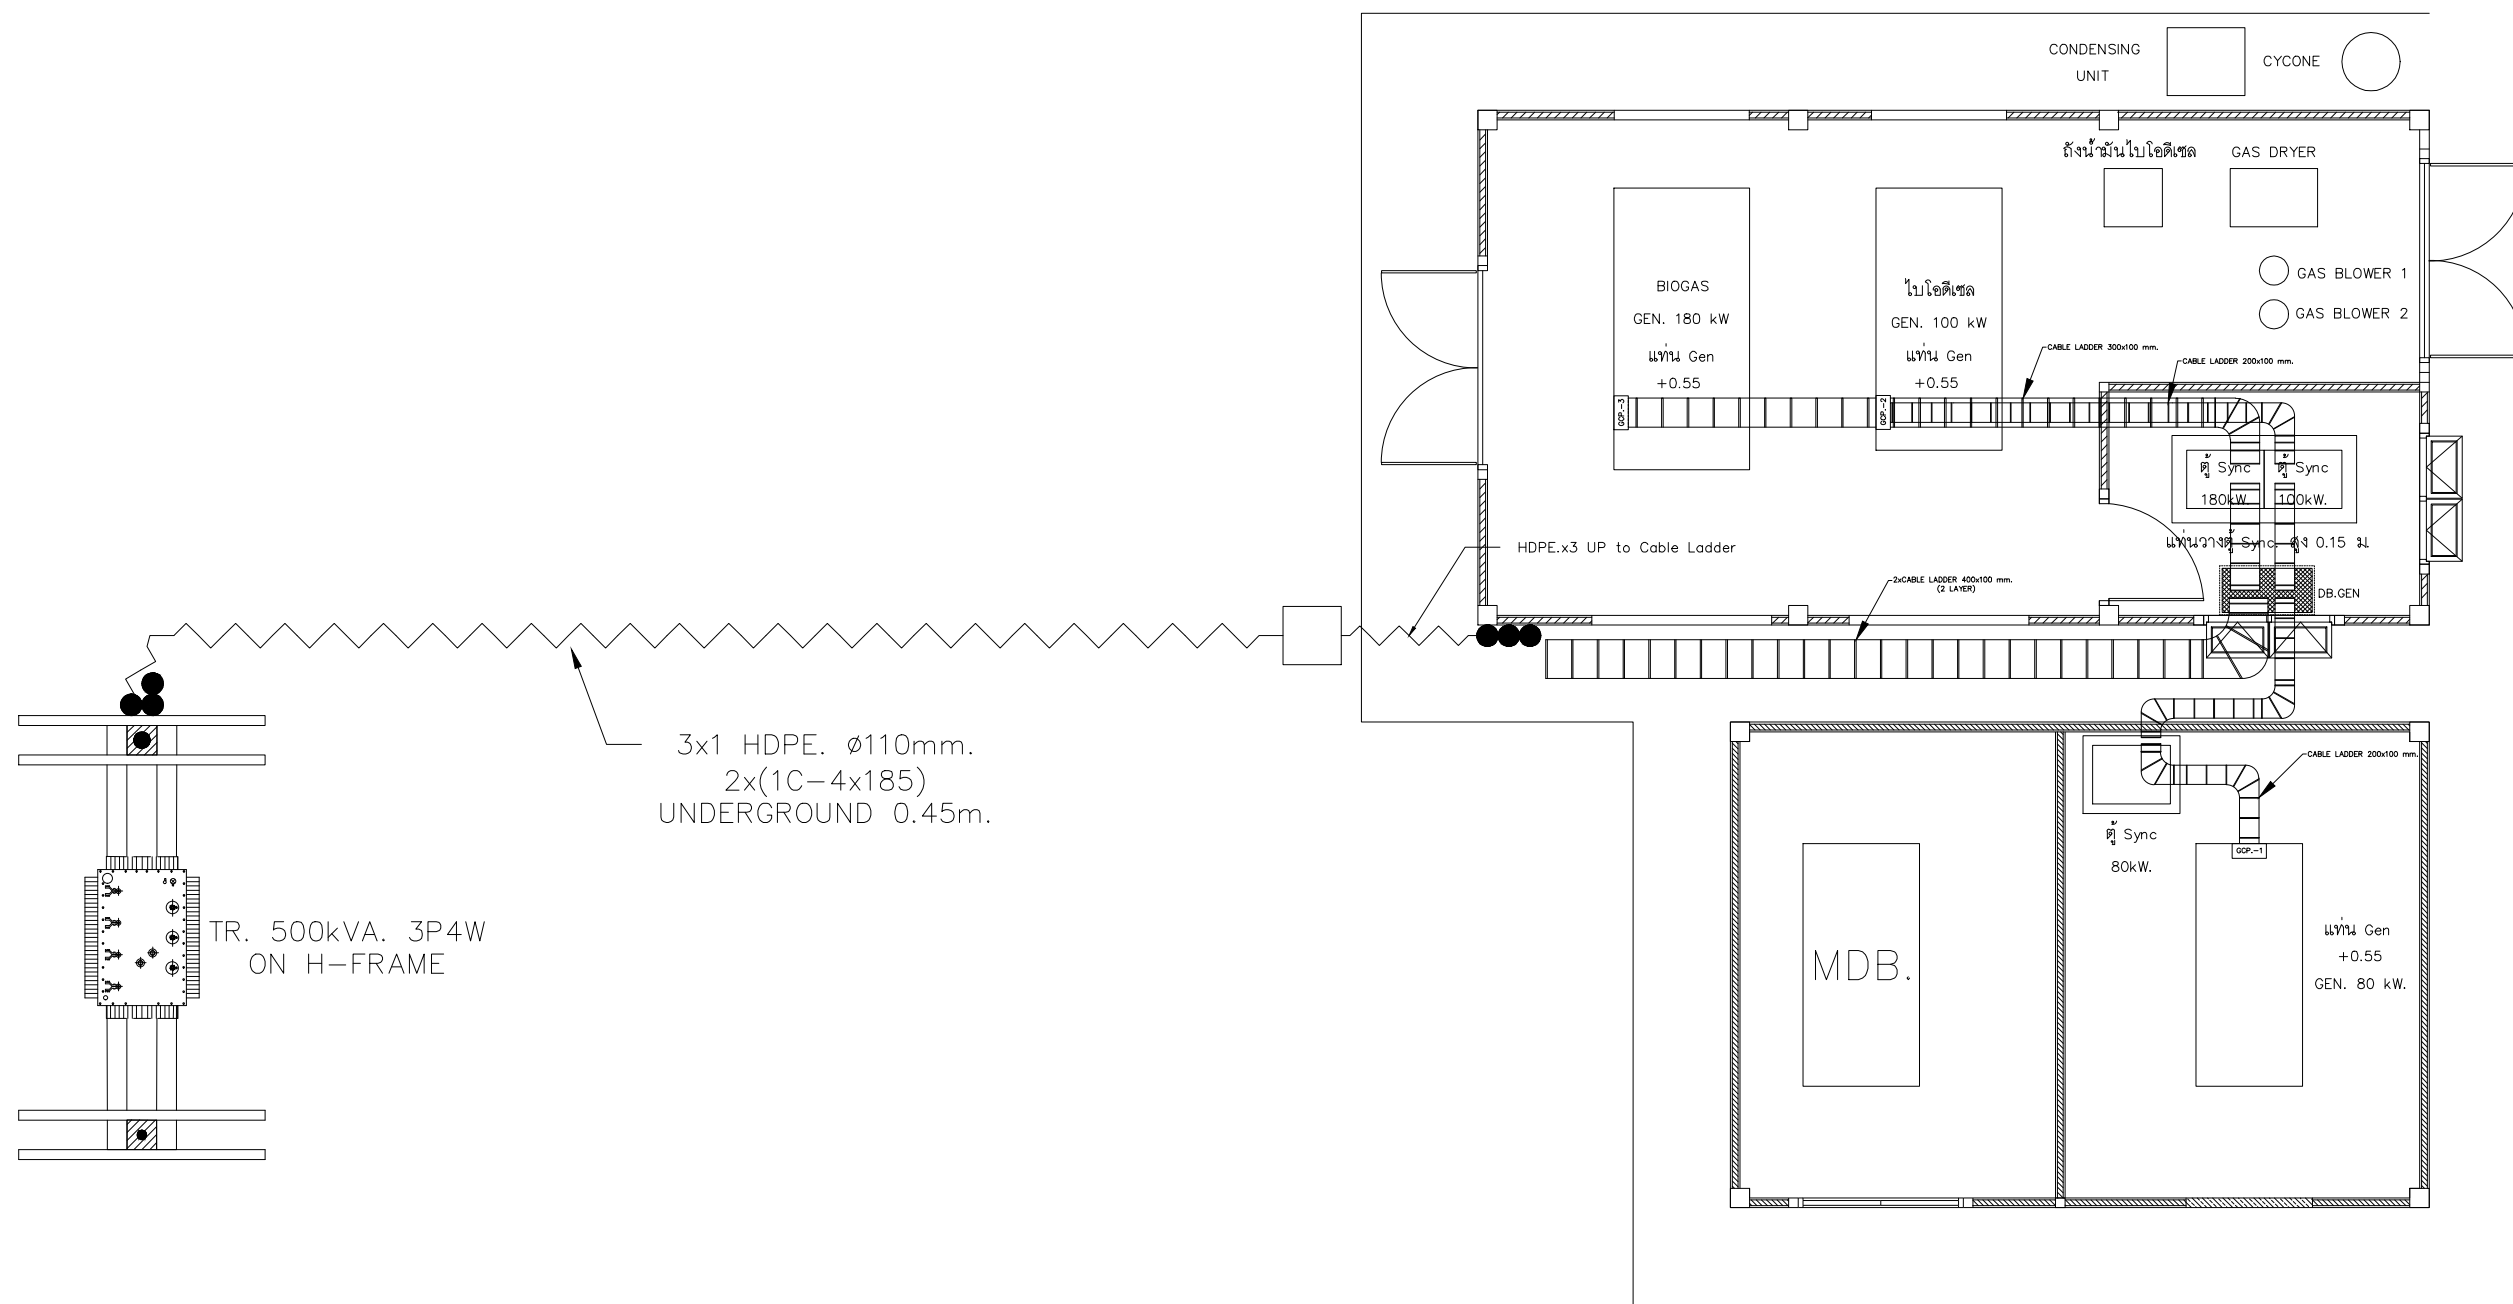 CONDENSING
UNIT
CYCONE
ถังน้ำมันไบโอดีเซล
GAS DRYER
BIOGAS
GEN. 180 kW
แท่น Gen
+0.55
ไบโอดีเซล
GEN. 100 kW
แท่น Gen
+0.55
GAS BLOWER 1
GAS BLOWER 2
CABLE LADDER 300x100 mm.
CABLE LADDER 200x100 mm.
GCP.-3
GCP.-2
ตู้ Sync
180kW.
ตู้ Sync
100kW.
แท่นวางตู้ Sync. สูง 0.15 ม.
HDPE.x3 UP to Cable Ladder
2xCABLE LADDER 400x100 mm.
(2 LAYER)
DB.GEN
3x1 HDPE. ø110mm.
2x(1C-4x185)
UNDERGROUND 0.45m.
CABLE LADDER 200x100 mm.
ตู้ Sync
80kW.
GCP.-1
TR. 500kVA. 3P4W
ON H-FRAME
MDB.
แท่น Gen
+0.55
GEN. 80 kW.